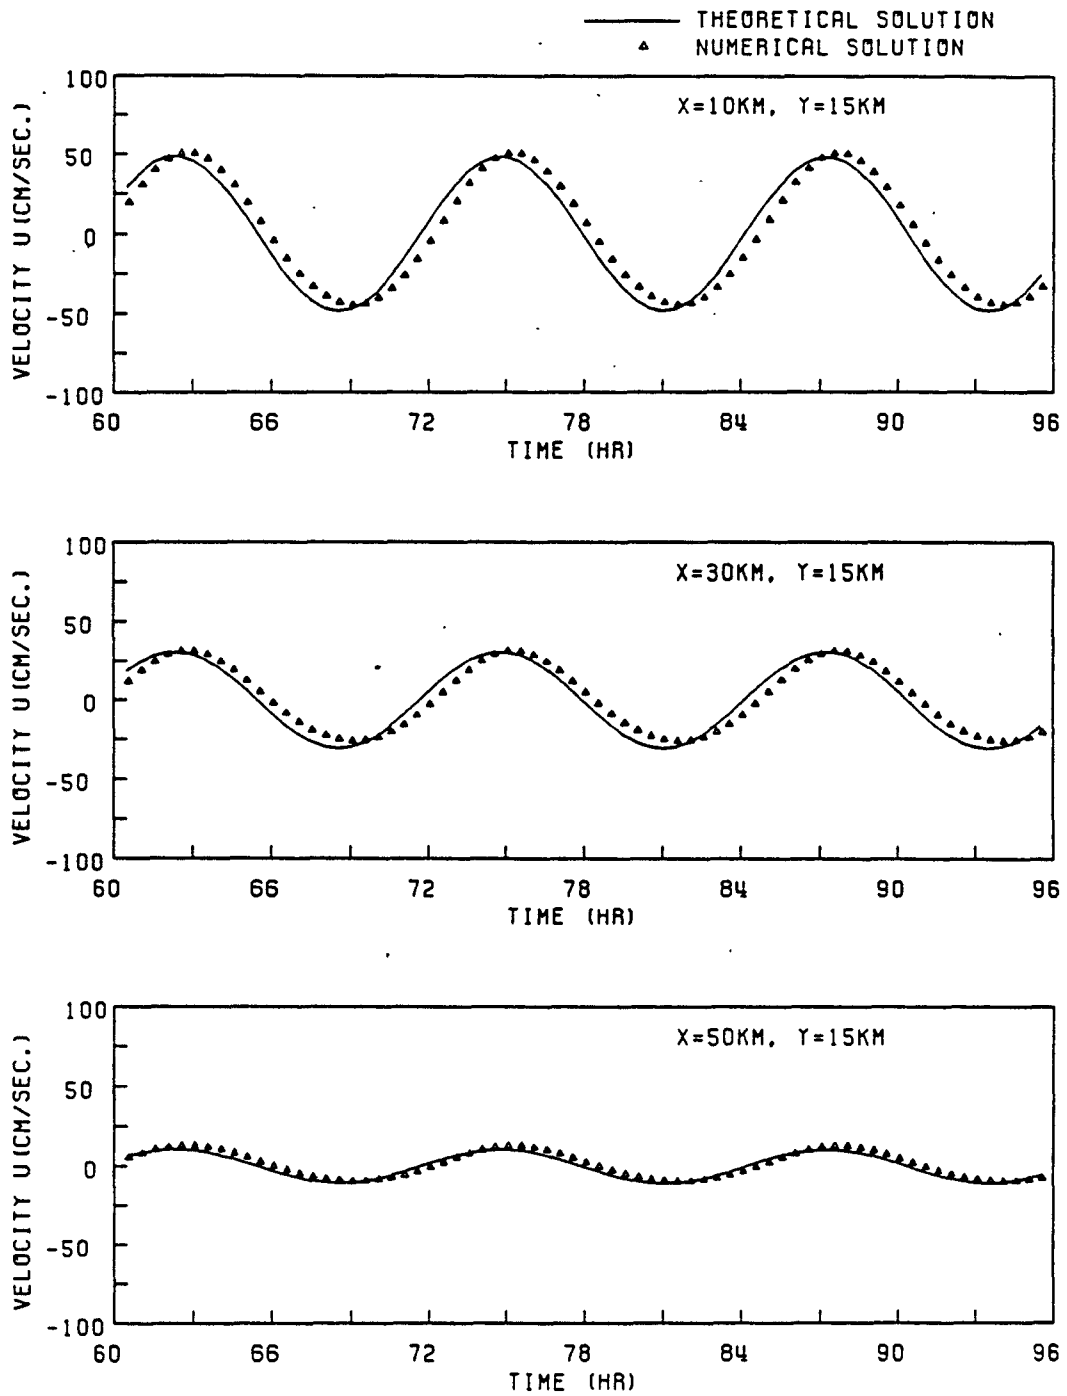 THEORETICAL SOLUTION
NUMERICAL SOLUTION
X=10KM, Y=15KM
VELOCITY U(CM/SEC.)
100
50
0
-50
-100
60 66 72 78 84 90 96
TIME (HR)
X=30KM, Y=15KM
VELOCITY U(CM/SEC.)
100
50
0
-50
-100
60 66 72 78 84 90 96
TIME (HR)
X=50KM, Y=15KM
VELOCITY U(CM/SEC.)
100
50
0
-50
-100
60 66 72 78 84 90 96
TIME (HR)